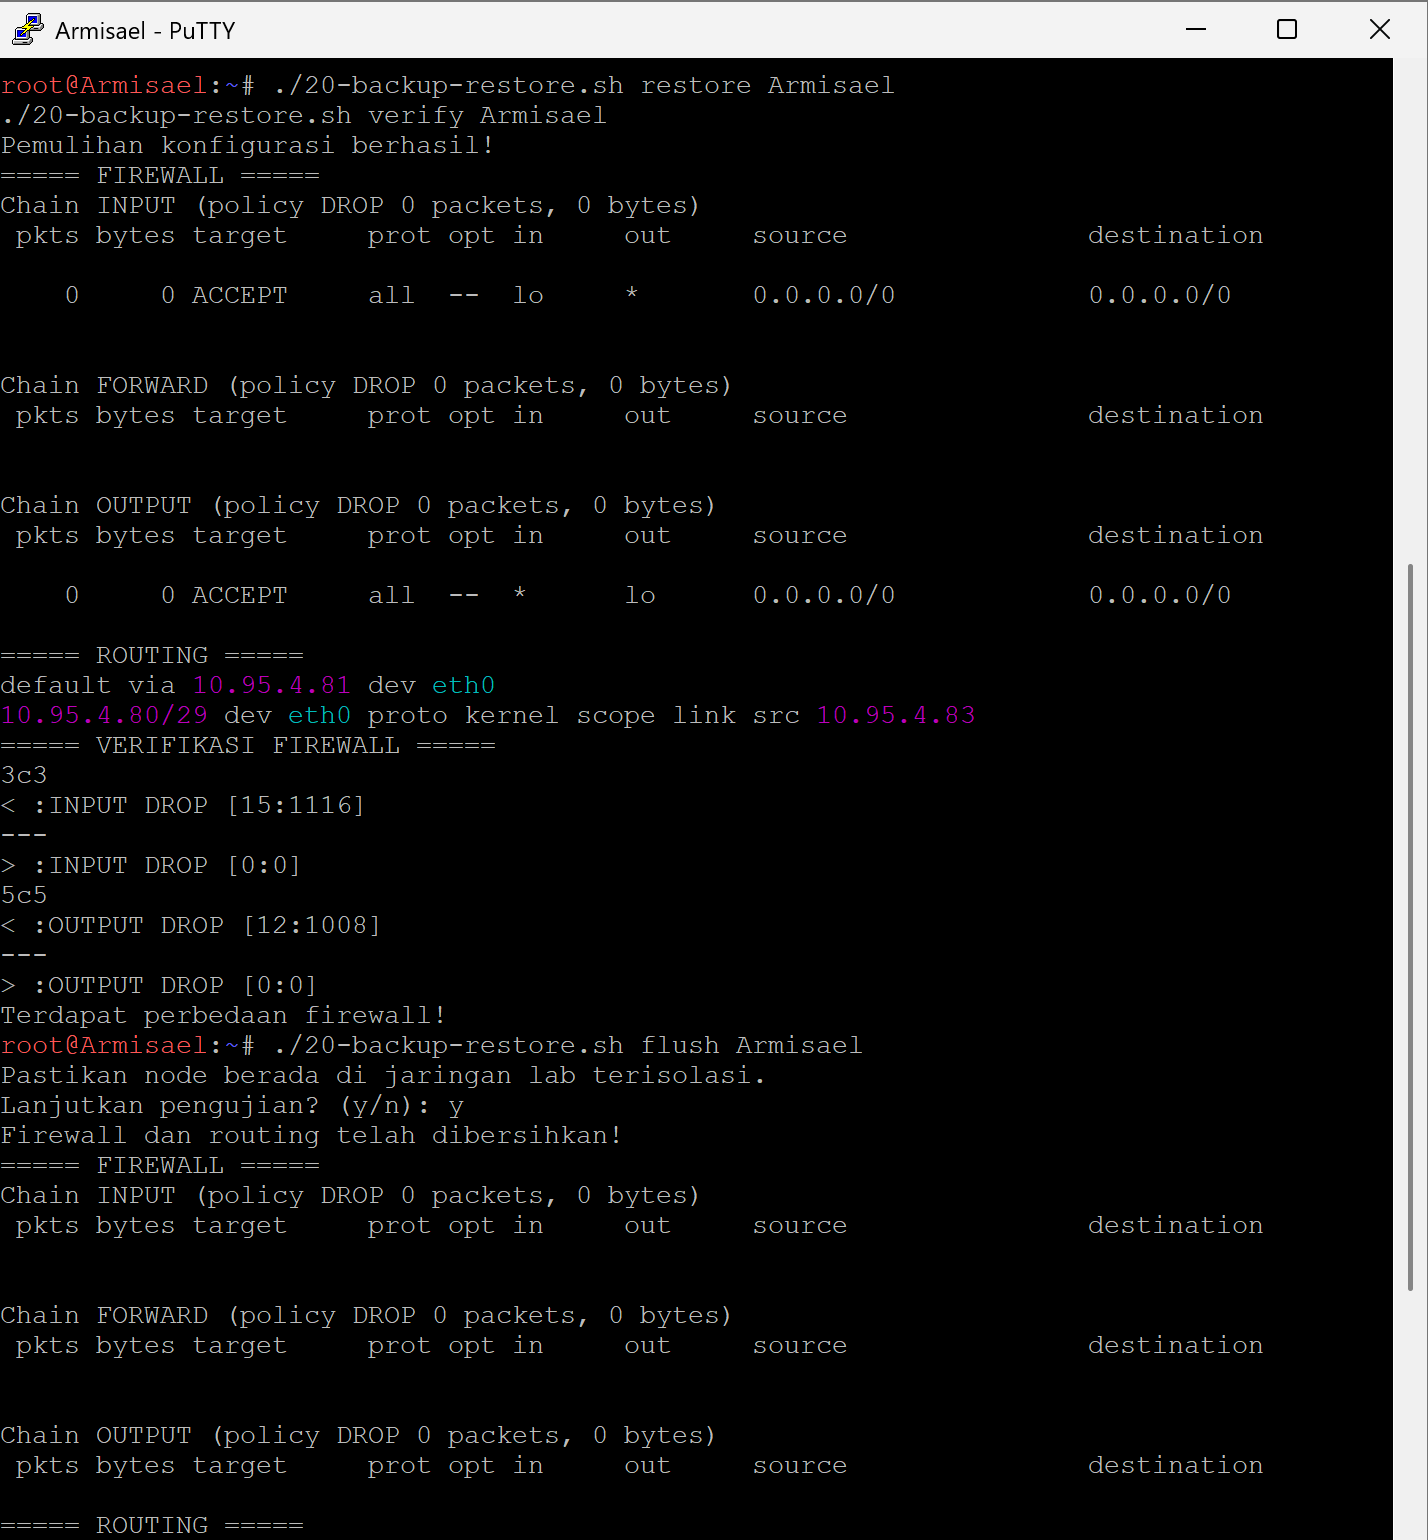 Armisael - PuTTY
root@Armisael:~# ./20-backup-restore.sh restore Armisael
./20-backup-restore.sh verify Armisael
Pemulihan konfigurasi berhasil!
===== FIREWALL =====
Chain INPUT (policy DROP 0 packets, 0 bytes)
 pkts bytes target     prot opt in     out     source               destination
    0     0 ACCEPT     all  --  lo     *       0.0.0.0/0            0.0.0.0/0
Chain FORWARD (policy DROP 0 packets, 0 bytes)
 pkts bytes target     prot opt in     out     source               destination
Chain OUTPUT (policy DROP 0 packets, 0 bytes)
 pkts bytes target     prot opt in     out     source               destination
    0     0 ACCEPT     all  --  *      lo      0.0.0.0/0            0.0.0.0/0
===== ROUTING =====
default via 10.95.4.81 dev eth0
10.95.4.80/29 dev eth0 proto kernel scope link src 10.95.4.83
===== VERIFIKASI FIREWALL =====
3c3
< :INPUT DROP [15:1116]
---
> :INPUT DROP [0:0]
5c5
< :OUTPUT DROP [12:1008]
---
> :OUTPUT DROP [0:0]
Terdapat perbedaan firewall!
root@Armisael:~# ./20-backup-restore.sh flush Armisael
Pastikan node berada di jaringan lab terisolasi.
Lanjutkan pengujian? (y/n): y
Firewall dan routing telah dibersihkan!
===== FIREWALL =====
Chain INPUT (policy DROP 0 packets, 0 bytes)
 pkts bytes target     prot opt in     out     source               destination
Chain FORWARD (policy DROP 0 packets, 0 bytes)
 pkts bytes target     prot opt in     out     source               destination
Chain OUTPUT (policy DROP 0 packets, 0 bytes)
 pkts bytes target     prot opt in     out     source               destination
===== ROUTING =====